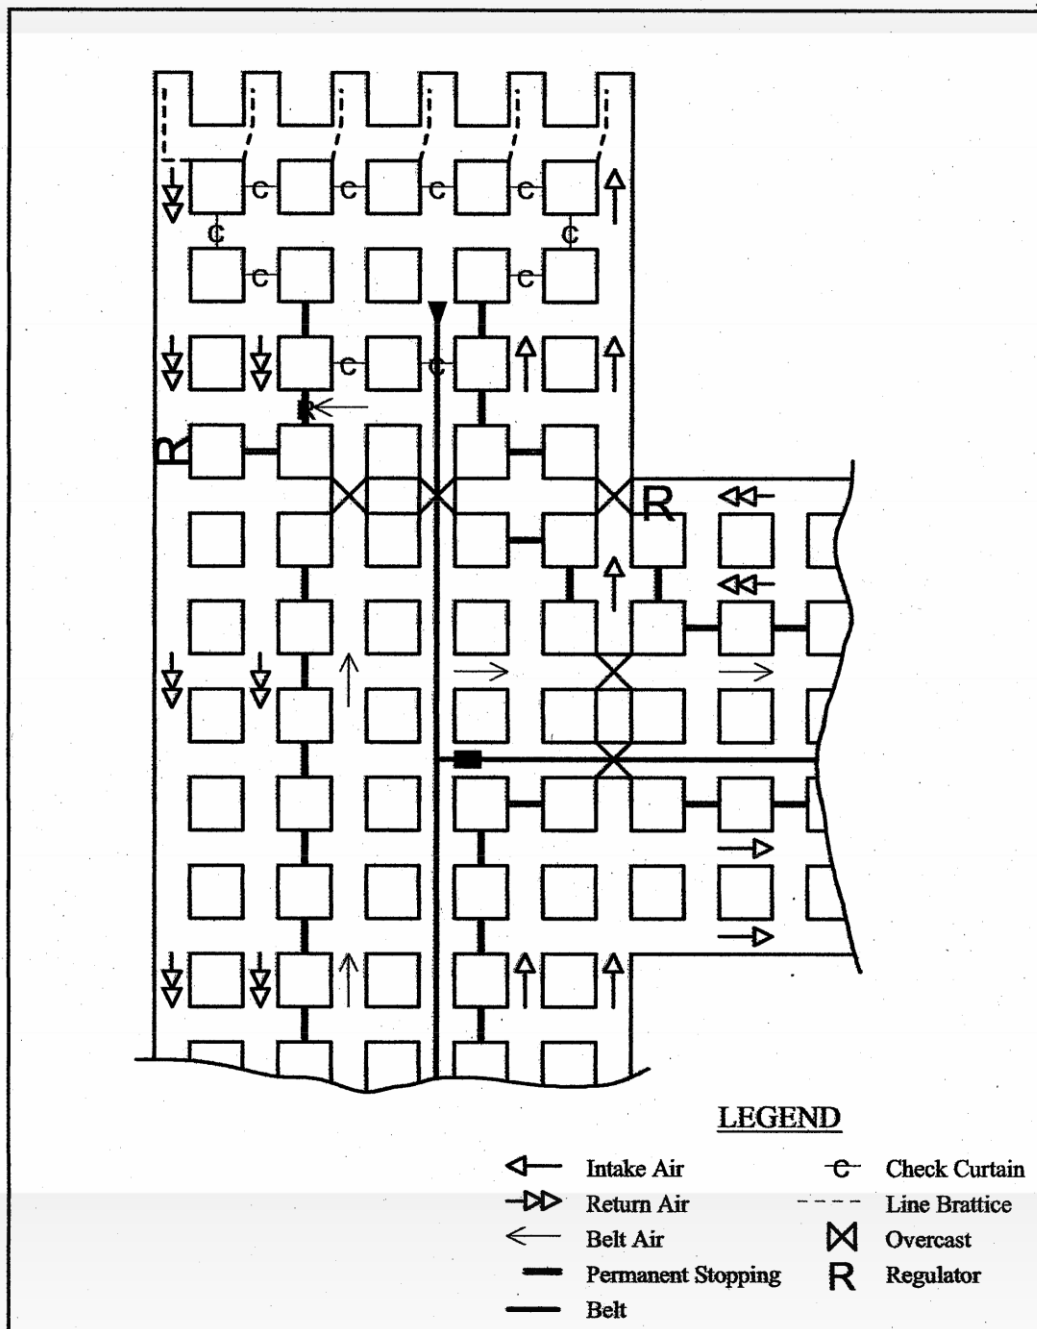 C C C C
C C
C C
C C
R
R
R
LEGEND
Intake Air C Check Curtain
Return Air Line Brattice
Belt Air Overcast
Permanent Stopping R Regulator
Belt